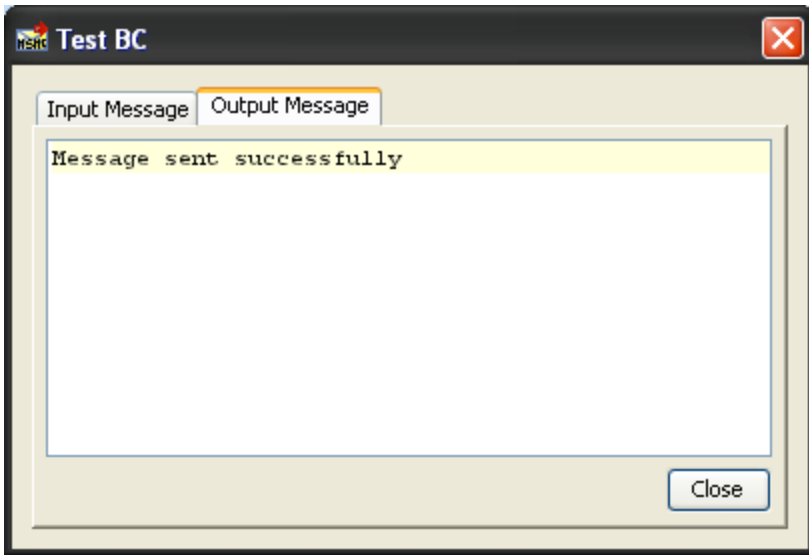 Test BC
Input Message
Output Message
Message sent successfully
Close